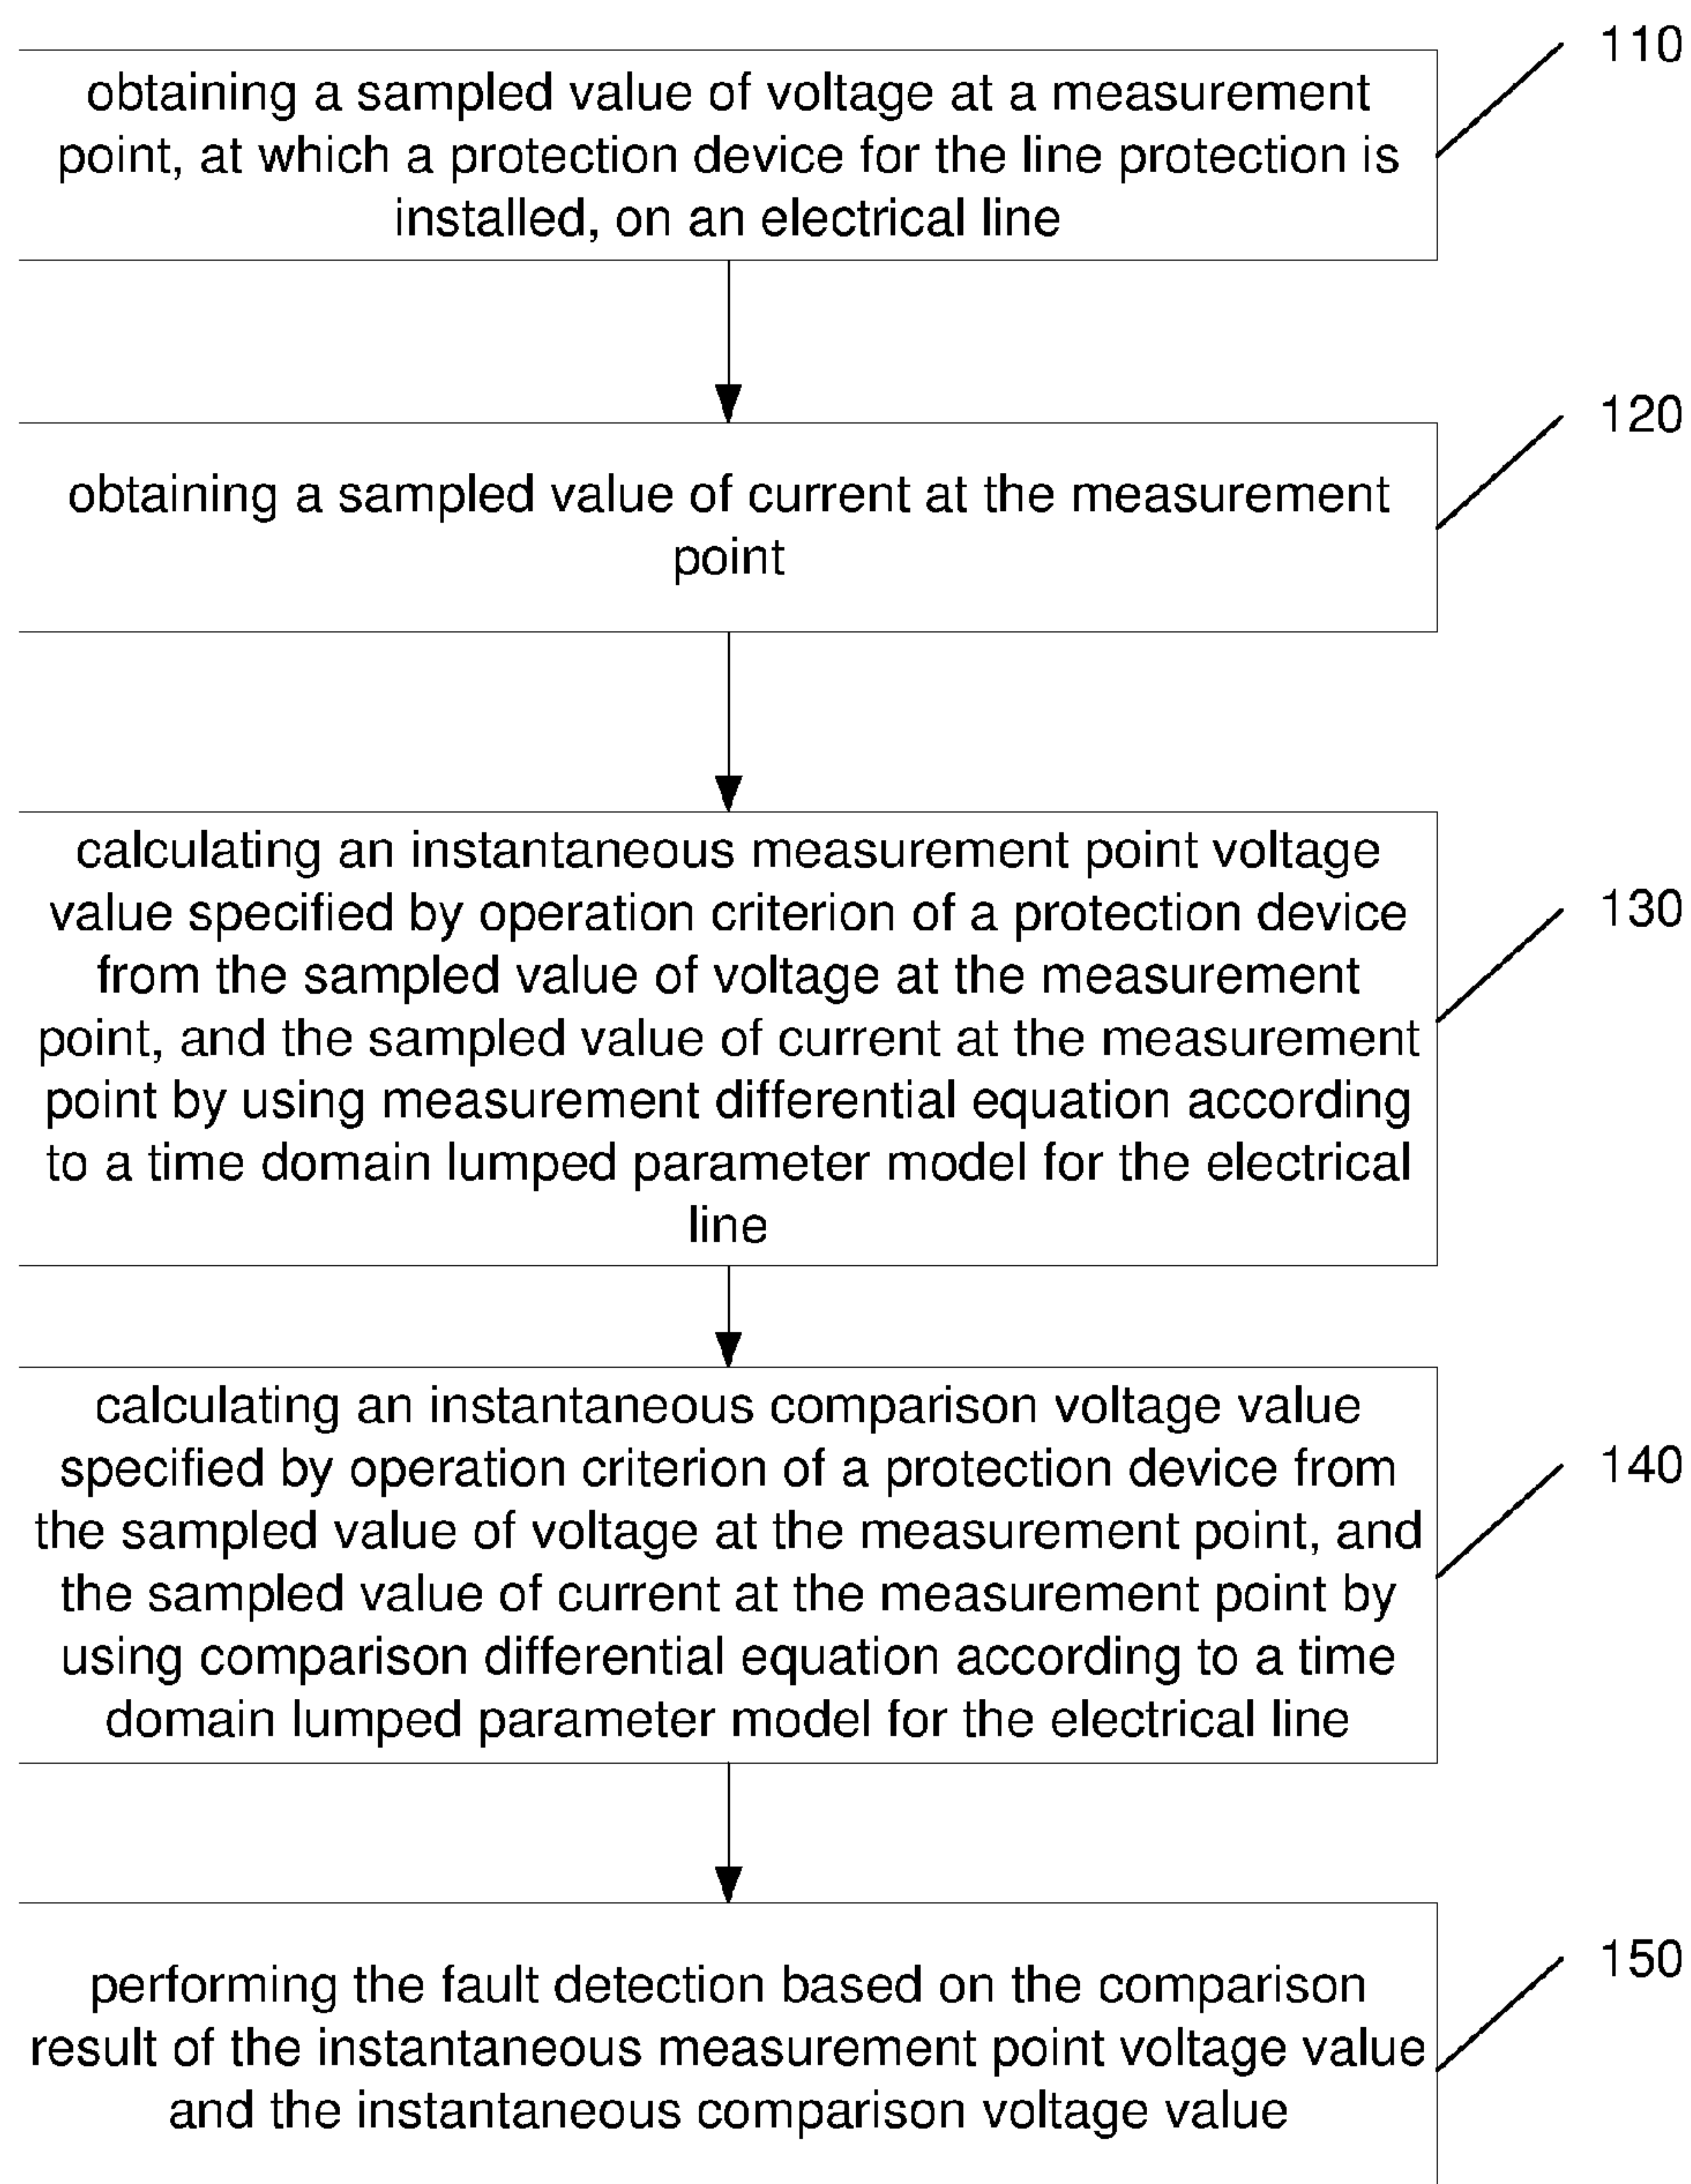 110
obtaining a sampled value of voltage at a measurement
point, at which a protection device for the line protection is
installed, on an electrical line
120
obtaining a sampled value of current at the measurement
point
calculating an instantaneous measurement point voltage
value specified by operation criterion of a protection device
from the sampled value of voltage at the measurement
point, and the sampled value of current at the measurement
point by using measurement differential equation according
to a time domain lumped parameter model for the electrical
line
130
calculating an instantaneous comparison voltage value
specified by operation criterion of a protection device from
the sampled value of voltage at the measurement point, and
the sampled value of current at the measurement point by
using comparison differential equation according to a time
domain lumped parameter model for the electrical line
140
performing the fault detection based on the comparison
result of the instantaneous measurement point voltage value
and the instantaneous comparison voltage value
150